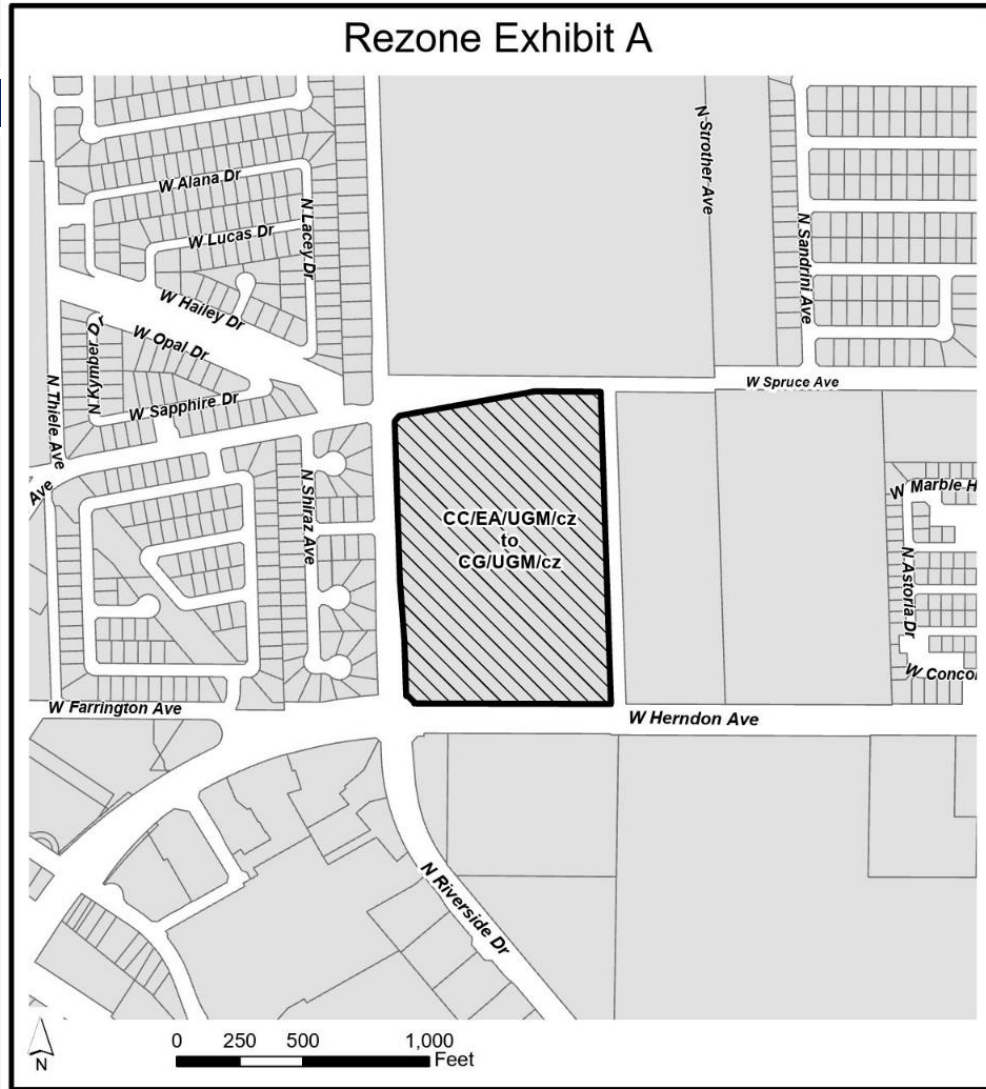 Rezone Exhibit A
N Strother Ave
W Alana Dr
N Lacey Dr
W Lucas Dr
N Sandrini Ave
W Hailey Dr
W Opal Dr
N Kymber Dr
W Spruce Ave
N Thiele Ave
W Sapphire Dr
Ave
N Shiraz Ave
W Marble H
CC/EA/UGM/cz
to
CG/UGM/cz
N Astoria Dr
W Concor
W Farrington Ave
W Herndon Ave
N Riverside Dr
N
0 250 500 1,000
Feet